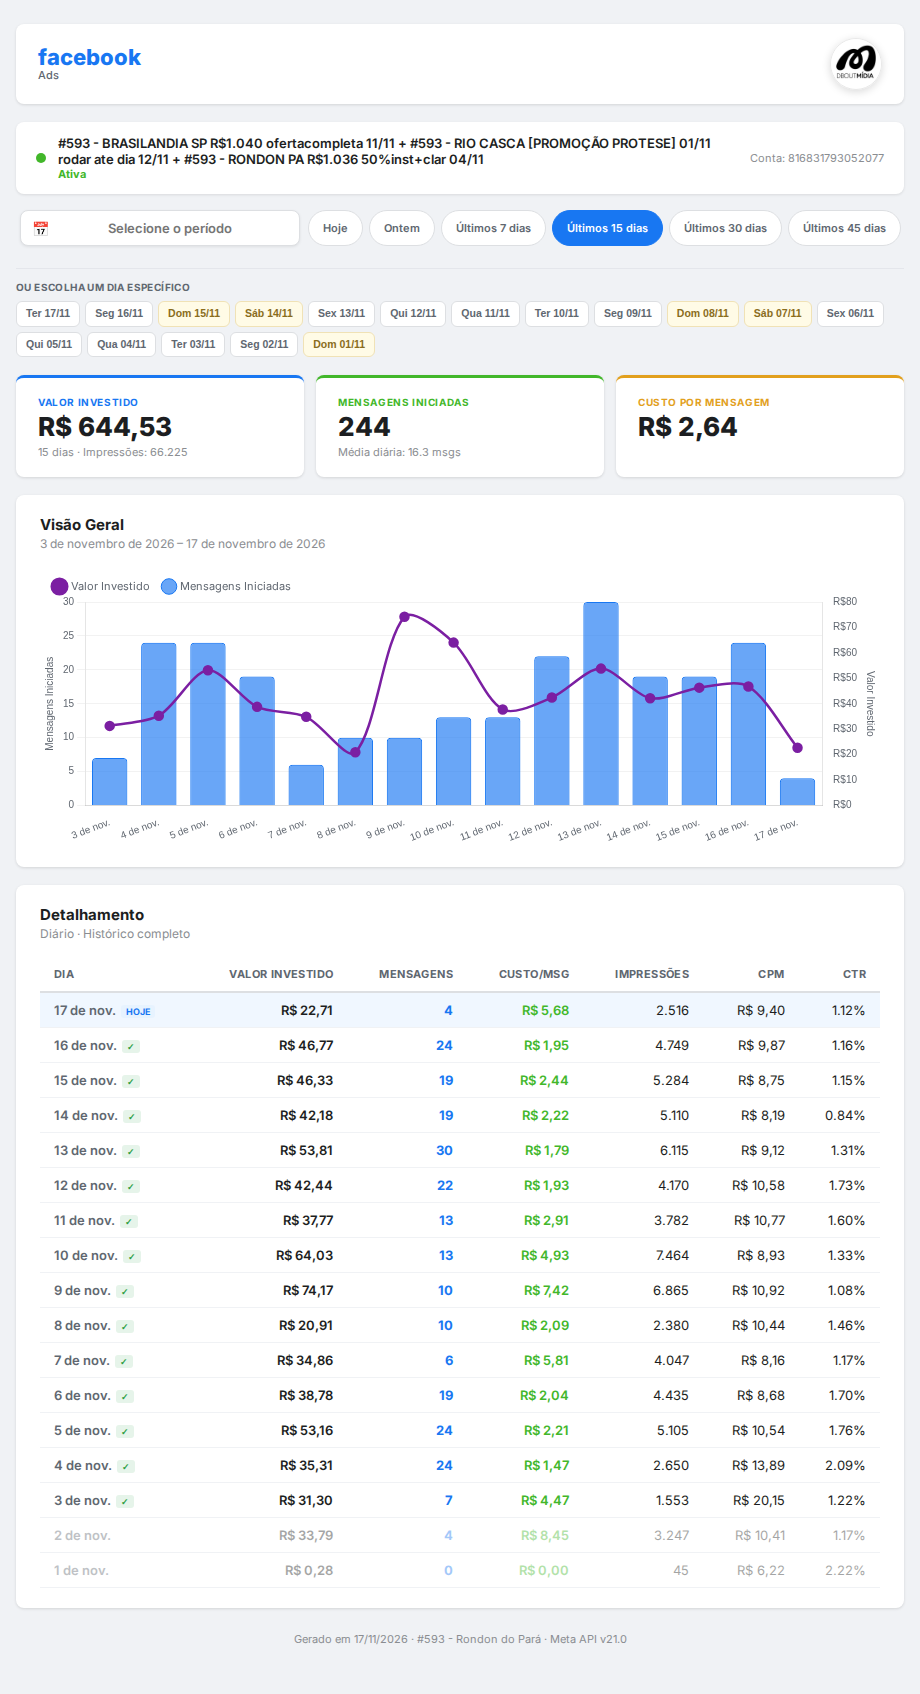 facebook
Ads
DBOUTMÍDIA
#593 - BRASILANDIA SP R$1.040 ofertacompleta 11/11 + #593 - RIO CASCA [PROMOÇÃO PROTESE] 01/11
rodar ate dia 12/11 + #593 - RONDON PA R$1.036 50%inst+clar 04/11
Ativa
Conta: 816831793052077
📅 Selecione o período
Hoje
Ontem
Últimos 7 dias
Últimos 15 dias
Últimos 30 dias
Últimos 45 dias
OU ESCOLHA UM DIA ESPECÍFICO
Ter 17/11 Seg 16/11 Dom 15/11 Sáb 14/11 Sex 13/11 Qui 12/11 Qua 11/11 Ter 10/11 Seg 09/11 Dom 08/11 Sáb 07/11 Sex 06/11
Qui 05/11 Qua 04/11 Ter 03/11 Seg 02/11 Dom 01/11
VALOR INVESTIDO
R$ 644,53
15 dias · Impressões: 66.225
MENSAGENS INICIADAS
244
Média diária: 16.3 msgs
CUSTO POR MENSAGEM
R$ 2,64
Visão Geral
3 de novembro de 2026 – 17 de novembro de 2026
Valor Investido Mensagens Iniciadas
Mensagens Iniciadas
30
25
20
15
10
5
0
R$80
R$70
R$60
R$50
R$40
R$30
R$20
R$10
R$0
Valor Investido
3 de nov. 4 de nov. 5 de nov. 6 de nov. 7 de nov. 8 de nov. 9 de nov. 10 de nov. 11 de nov. 12 de nov. 13 de nov. 14 de nov. 15 de nov. 16 de nov. 17 de nov.
Detalhamento
Diário · Histórico completo
DIA VALOR INVESTIDO MENSAGENS CUSTO/MSG IMPRESSÕES CPM CTR
17 de nov. HOJE R$ 22,71 4 R$ 5,68 2.516 R$ 9,40 1.12%
16 de nov. ✓ R$ 46,77 24 R$ 1,95 4.749 R$ 9,87 1.16%
15 de nov. ✓ R$ 46,33 19 R$ 2,44 5.284 R$ 8,75 1.15%
14 de nov. ✓ R$ 42,18 19 R$ 2,22 5.110 R$ 8,19 0.84%
13 de nov. ✓ R$ 53,81 30 R$ 1,79 6.115 R$ 9,12 1.31%
12 de nov. ✓ R$ 42,44 22 R$ 1,93 4.170 R$ 10,58 1.73%
11 de nov. ✓ R$ 37,77 13 R$ 2,91 3.782 R$ 10,77 1.60%
10 de nov. ✓ R$ 64,03 13 R$ 4,93 7.464 R$ 8,93 1.33%
9 de nov. ✓ R$ 74,17 10 R$ 7,42 6.865 R$ 10,92 1.08%
8 de nov. ✓ R$ 20,91 10 R$ 2,09 2.380 R$ 10,44 1.46%
7 de nov. ✓ R$ 34,86 6 R$ 5,81 4.047 R$ 8,16 1.17%
6 de nov. ✓ R$ 38,78 19 R$ 2,04 4.435 R$ 8,68 1.70%
5 de nov. ✓ R$ 53,16 24 R$ 2,21 5.105 R$ 10,54 1.76%
4 de nov. ✓ R$ 35,31 24 R$ 1,47 2.650 R$ 13,89 2.09%
3 de nov. ✓ R$ 31,30 7 R$ 4,47 1.553 R$ 20,15 1.22%
2 de nov. R$ 33,79 4 R$ 8,45 3.247 R$ 10,41 1.17%
1 de nov. R$ 0,28 0 R$ 0,00 45 R$ 6,22 2.22%
Gerado em 17/11/2026 · #593 - Rondon do Pará · Meta API v21.0